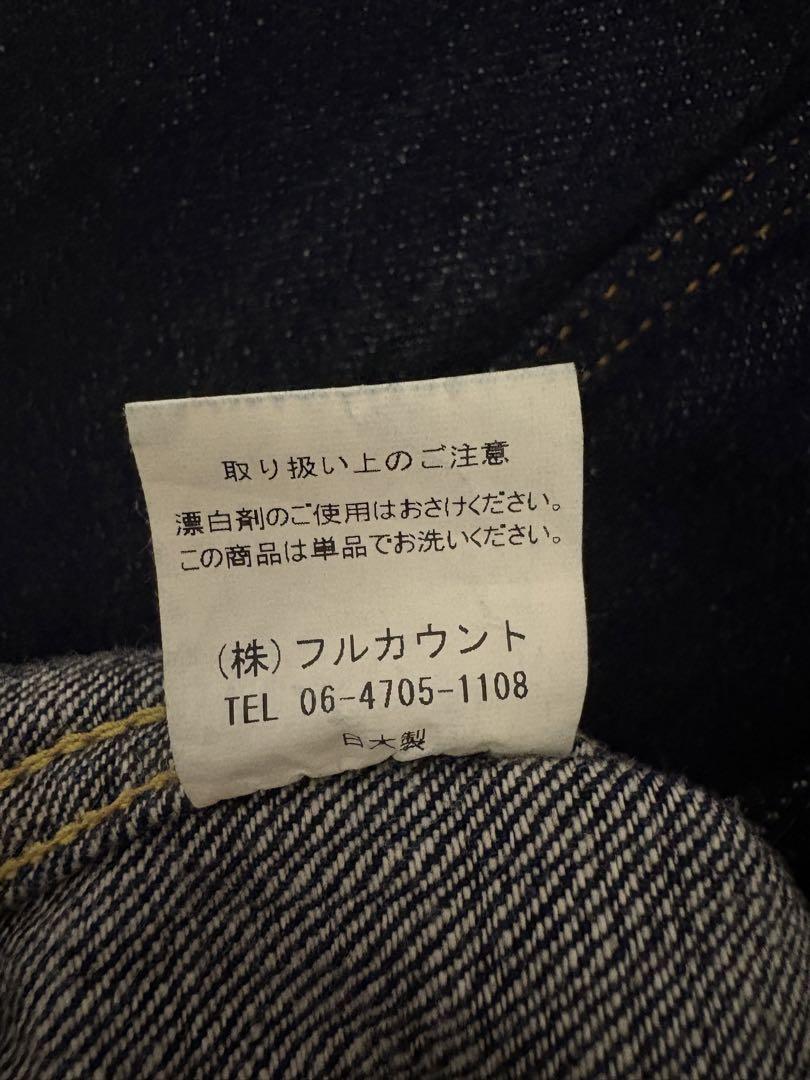 取り扱い上のご注意
漂白剤のご使用はおさけください。
この商品は単品でお洗いください。
(株)フルカウント
TEL 06-4705-1108
日本製